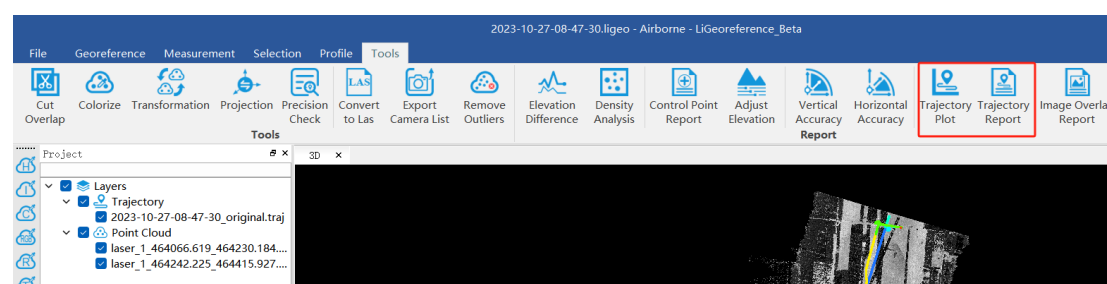 2023-10-27-08-47-30.ligeo - Airborne - LiGeoreference_Beta
File Georeference Measurement Selection Profile Tools
LAS
Cut Colorize Transformation Projection Precision Convert Export Remove Elevation Density Control Point Adjust Vertical Horizontal Trajectory Trajectory Image Overla
Overlap Check to Las Camera List Outliers Difference Analysis Report Elevation Accuracy Accuracy Plot Report Report
Tools Report
Project 3D
H
I
Layers
Trajectory
C
2023-10-27-08-47-30_original.traj
RGB
Point Cloud
R
laser_1_464066.619_464230.184....
laser_1_464242.225_464415.927....